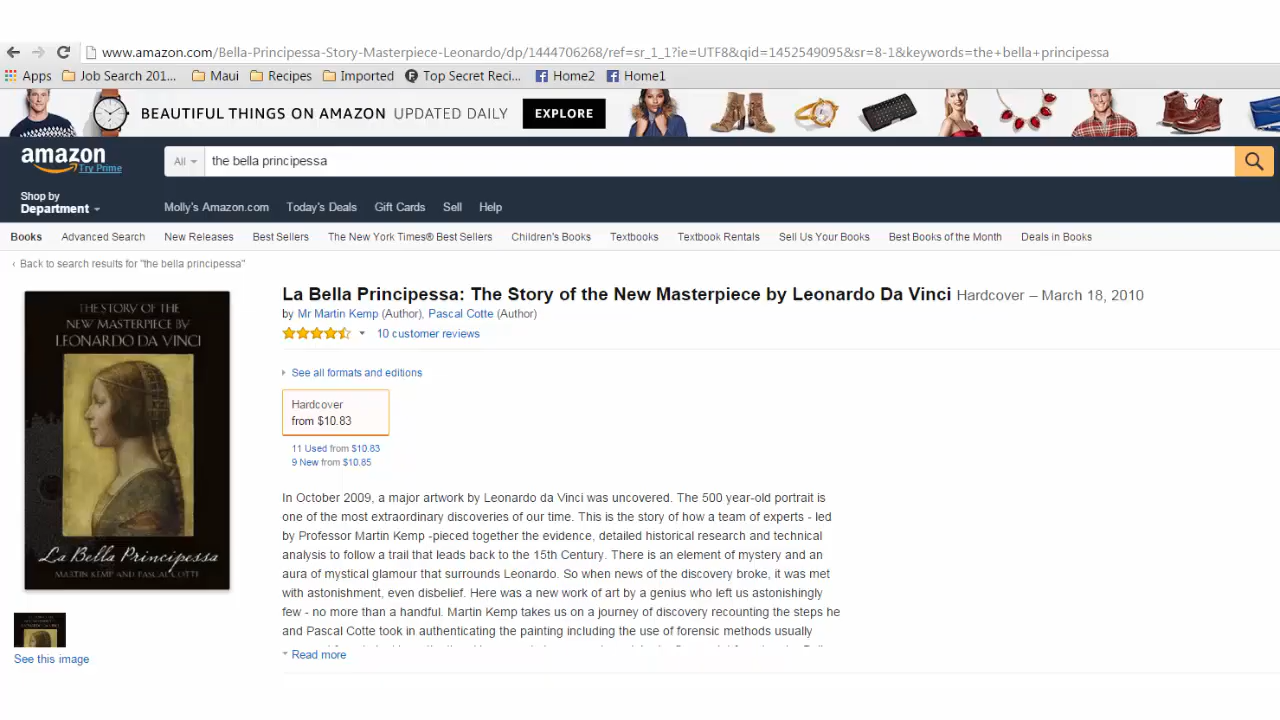 www.amazon.com/Bella-Principessa-Story-Masterpiece-Leonardo/dp/1444706268/ref=sr_1_1?ie=UTF8&qid=1452549095&sr=8-1&keywords=the+bella+principessa
Apps Job Search 201... Maui Recipes Imported Top Secret Reci... Home2 Home1
BEAUTIFUL THINGS ON AMAZON UPDATED DAILY EXPLORE
amazon
Try Prime
All the bella principessa
Shop by
Department
Molly's Amazon.com Today's Deals Gift Cards Sell Help
Books Advanced Search New Releases Best Sellers The New York Times® Best Sellers Children's Books Textbooks Textbook Rentals Sell Us Your Books Best Books of the Month Deals in Books
‹ Back to search results for "the bella principessa"
THE STORY OF THE
NEW MASTERPIECE BY
LEONARDO DA VINCI
La Bella Principessa
MARTIN KEMP AND PASCAL COTTE
See this image
La Bella Principessa: The Story of the New Masterpiece by Leonardo Da Vinci Hardcover – March 18, 2010
by Mr Martin Kemp (Author), Pascal Cotte (Author)
10 customer reviews
See all formats and editions
Hardcover
from $10.83
11 Used from $10.83
9 New from $10.85
In October 2009, a major artwork by Leonardo da Vinci was uncovered. The 500 year-old portrait is
one of the most extraordinary discoveries of our time. This is the story of how a team of experts - led
by Professor Martin Kemp -pieced together the evidence, detailed historical research and technical
analysis to follow a trail that leads back to the 15th Century. There is an element of mystery and an
aura of mystical glamour that surrounds Leonardo. So when news of the discovery broke, it was met
with astonishment, even disbelief. Here was a new work of art by a genius who left us astonishingly
few - no more than a handful. Martin Kemp takes us on a journey of discovery recounting the steps he
and Pascal Cotte took in authenticating the painting including the use of forensic methods usually
Read more